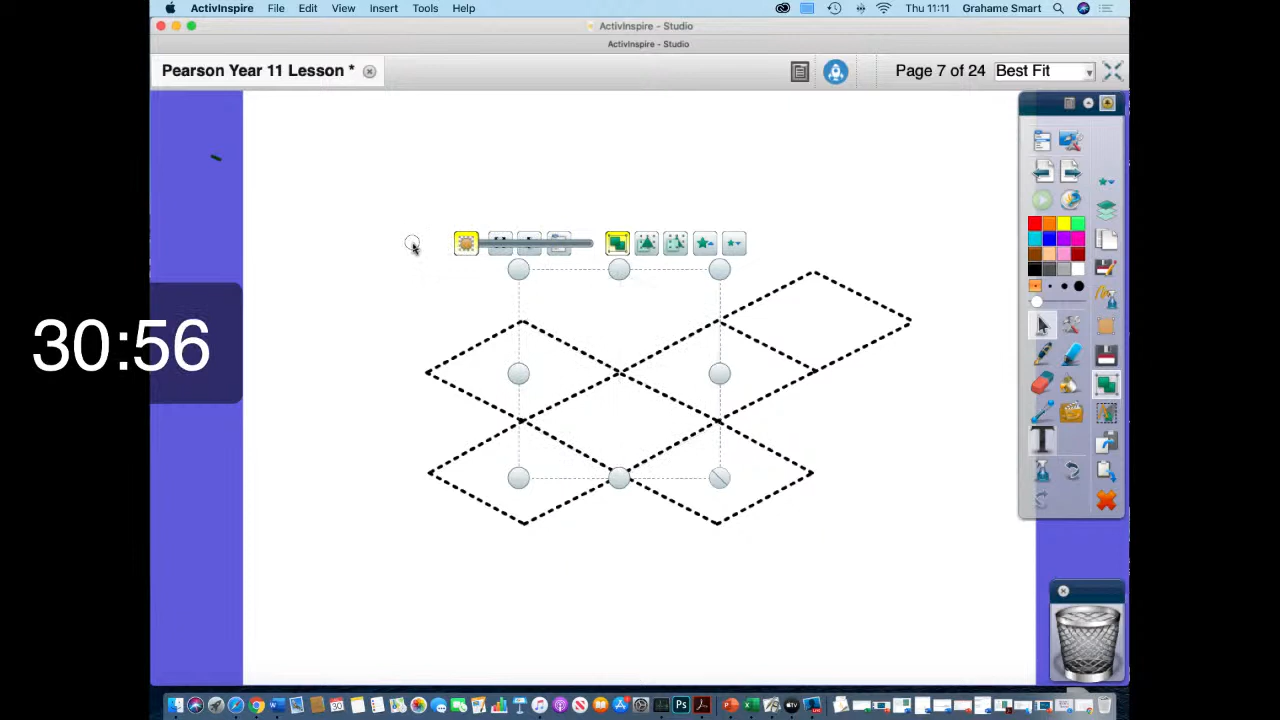 ActivInspire File Edit View Insert Tools Help Thu 11:11 Grahame Smart
ActivInspire - Studio
ActivInspire - Studio
Pearson Year 11 Lesson *
Page 7 of 24 Best Fit
30:56
T